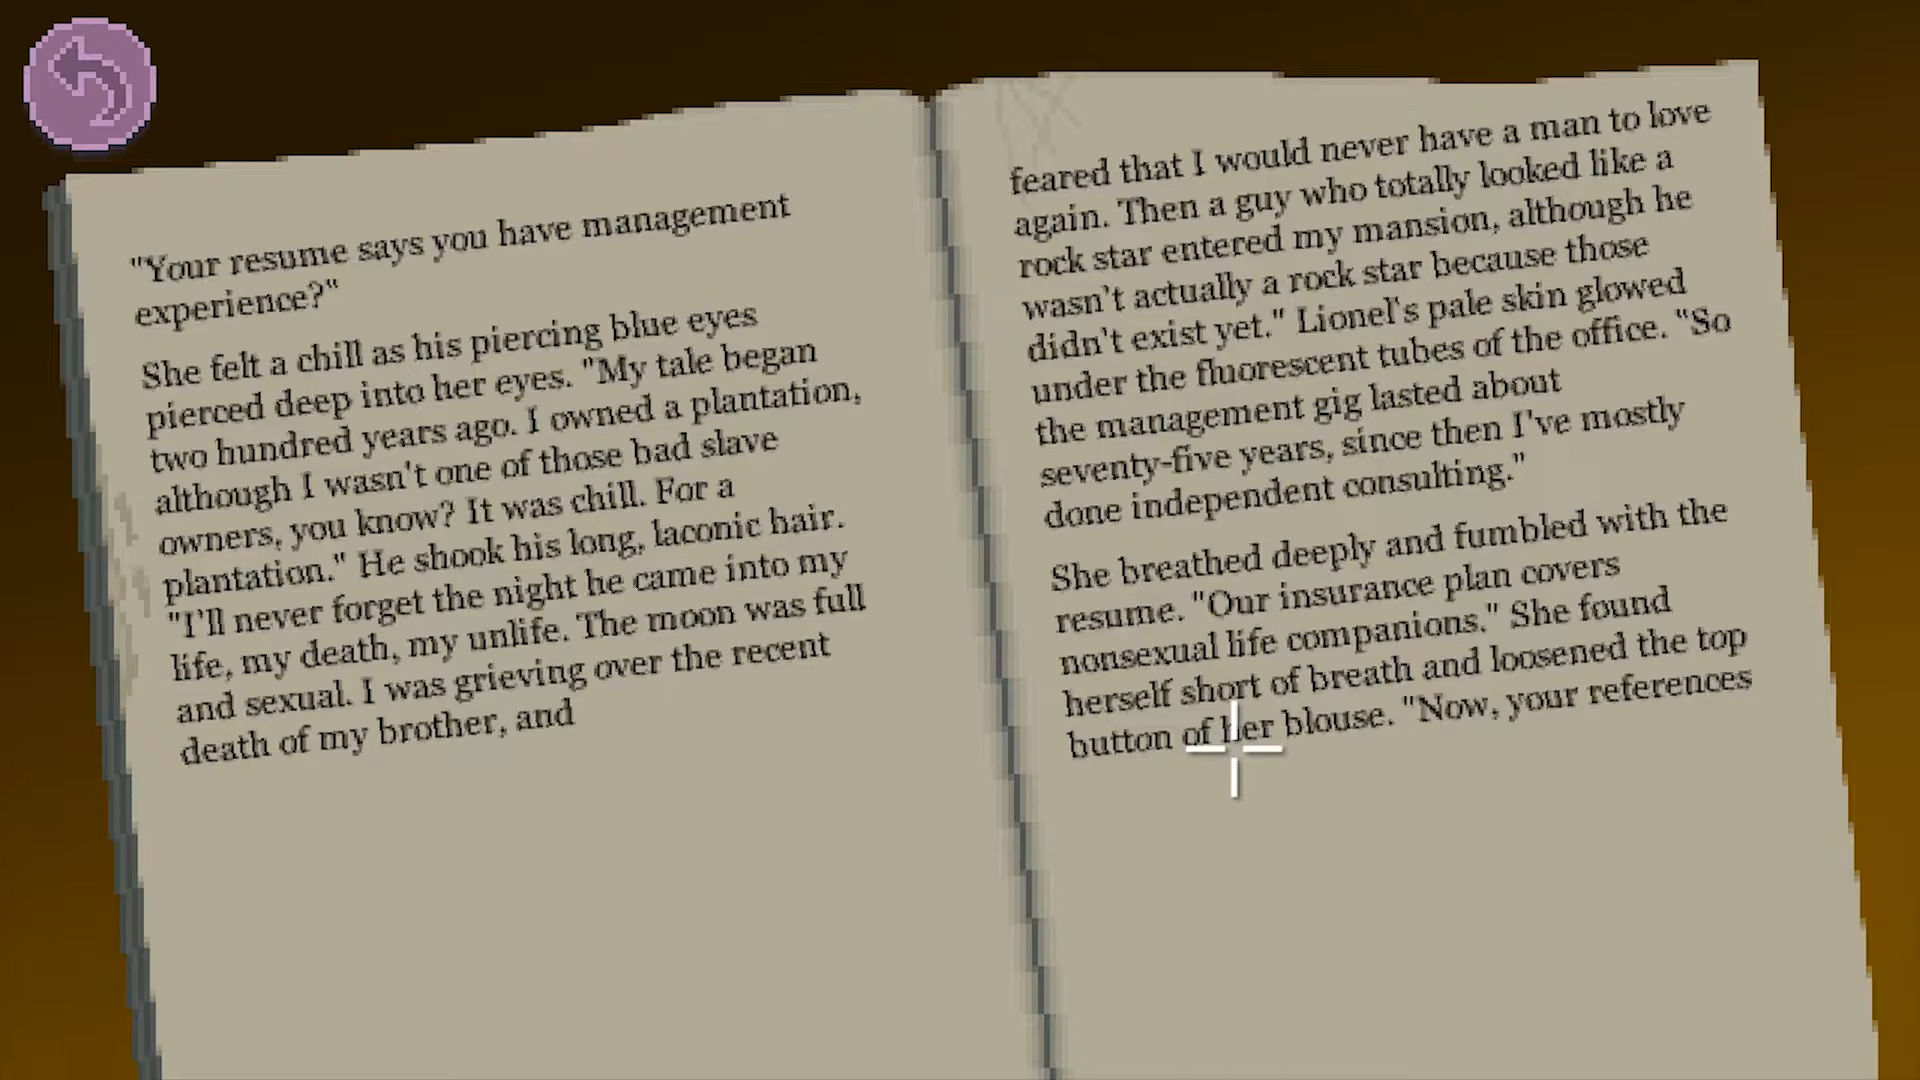 "Your resume says you have management
experience?"
She felt a chill as his piercing blue eyes
pierced deep into her eyes. "My tale began
two hundred years ago. I owned a plantation,
although I wasn't one of those bad slave
owners, you know? It was chill. For a
plantation." He shook his long, laconic hair.
"I'll never forget the night he came into my
life, my death, my unlife. The moon was full
and sexual. I was grieving over the recent
death of my brother, and
feared that I would never have a man to love
again. Then a guy who totally looked like a
rock star entered my mansion, although he
wasn't actually a rock star because those
didn't exist yet." Lionel's pale skin glowed
under the fluorescent tubes of the office. "So
the management gig lasted about
seventy-five years, since then I've mostly
done independent consulting."
She breathed deeply and fumbled with the
resume. "Our insurance plan covers
nonsexual life companions." She found
herself short of breath and loosened the top
button of her blouse. "Now, your references